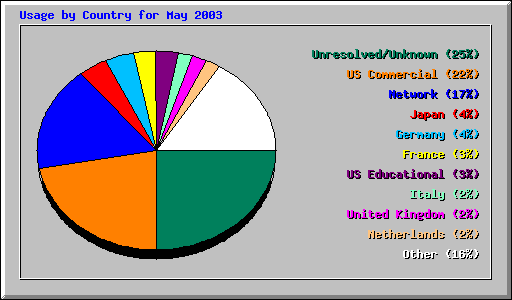 Usage by Country for May 2003
Unresolved/Unknown (25%)
US Commercial (22%)
Network (17%)
Japan (4%)
Germany (4%)
France (3%)
US Educational (3%)
Italy (2%)
United Kingdom (2%)
Netherlands (2%)
Other (16%)